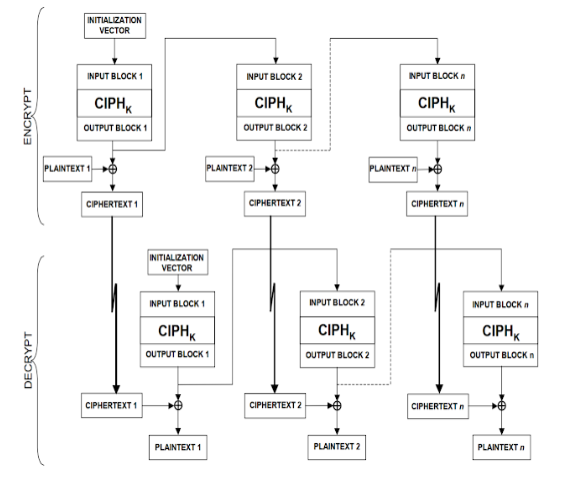 INITIALIZATION
VECTOR
INPUT BLOCK 1
CIPHK
OUTPUT BLOCK 1
INPUT BLOCK 2
CIPHK
OUTPUT BLOCK 2
INPUT BLOCK n
CIPHK
OUTPUT BLOCK n
ENCRYPT
PLAINTEXT 1
PLAINTEXT 2
PLAINTEXT n
CIPHERTEXT 1
CIPHERTEXT 2
CIPHERTEXT n
INITIALIZATION
VECTOR
INPUT BLOCK 1
CIPHK
OUTPUT BLOCK 1
INPUT BLOCK 2
CIPHK
OUTPUT BLOCK 2
INPUT BLOCK n
CIPHK
OUTPUT BLOCK n
DECRYPT
CIPHERTEXT 1
CIPHERTEXT 2
CIPHERTEXT n
PLAINTEXT 1
PLAINTEXT 2
PLAINTEXT n